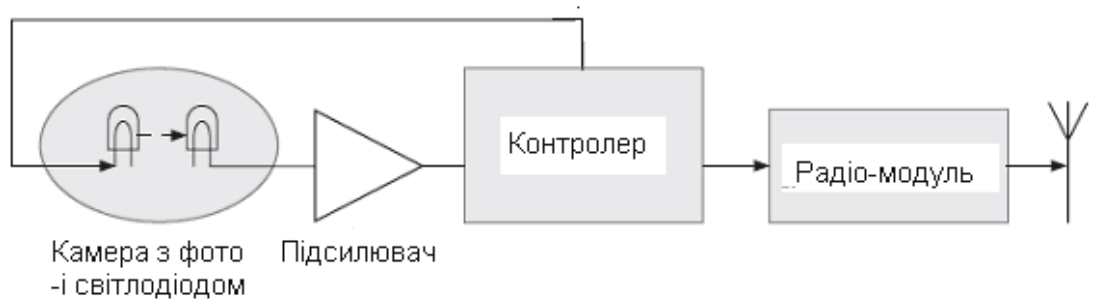 Контролер
Радіо-модуль
Камера з фото
-і світлодіодом
Підсилювач